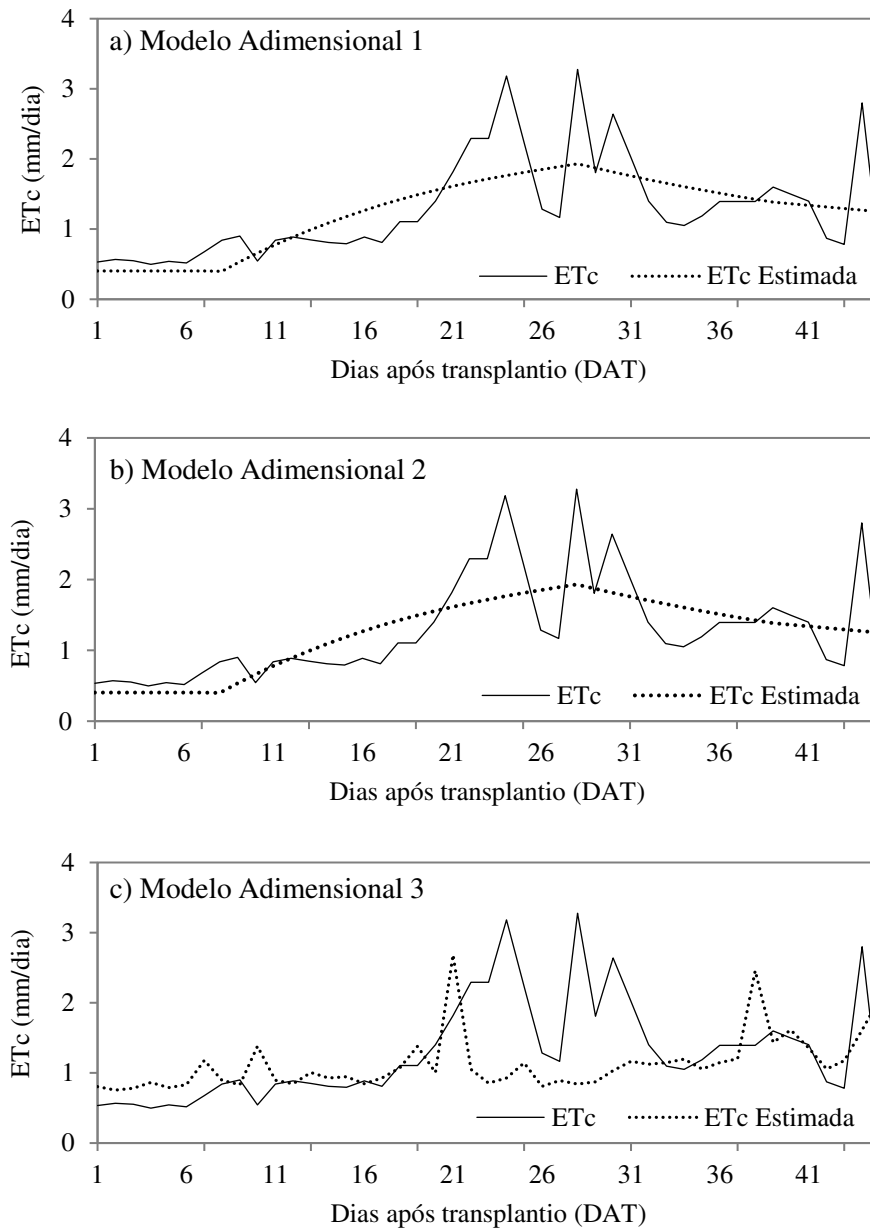 a) Modelo Adimensional 1
ETc (mm/dia)
4
3
2
1
0
ETc ETc Estimada
1 6 11 16 21 26 31 36 41
Dias após transplantio (DAT)
b) Modelo Adimensional 2
ETc (mm/dia)
4
3
2
1
0
ETc ETc Estimada
1 6 11 16 21 26 31 36 41
Dias após transplantio (DAT)
c) Modelo Adimensional 3
ETc (mm/dia)
4
3
2
1
0
ETc ETc Estimada
1 6 11 16 21 26 31 36 41
Dias após transplantio (DAT)